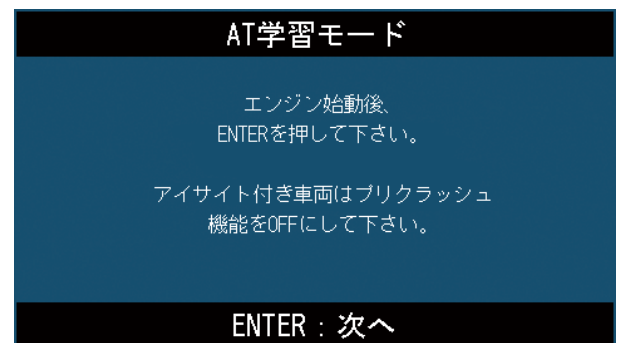 AT学習モード
エンジン始動後、
ENTERを押して下さい。
アイサイト付き車両はプリクラッシュ
機能をOFFにして下さい。
ENTER：次へ